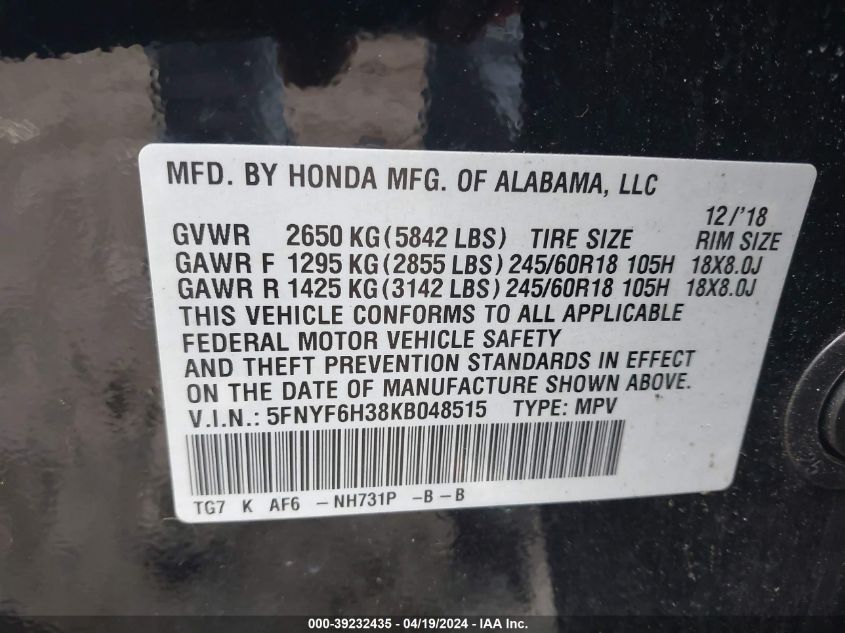 MFD. BY HONDA MFG. OF ALABAMA, LLC
12/'18
GVWR 2650 KG (5842 LBS) TIRE SIZE RIM SIZE
GAWR F 1295 KG (2855 LBS) 245/60R18 105H 18X8.0J
GAWR R 1425 KG (3142 LBS) 245/60R18 105H 18X8.0J
THIS VEHICLE CONFORMS TO ALL APPLICABLE
FEDERAL MOTOR VEHICLE SAFETY
AND THEFT PREVENTION STANDARDS IN EFFECT
ON THE DATE OF MANUFACTURE SHOWN ABOVE.
V.I.N.: 5FNYF6H38KB048515 TYPE: MPV
TG7 K AF6 -NH731P -B-B
000-39232435 - 04/19/2024 - IAA Inc.